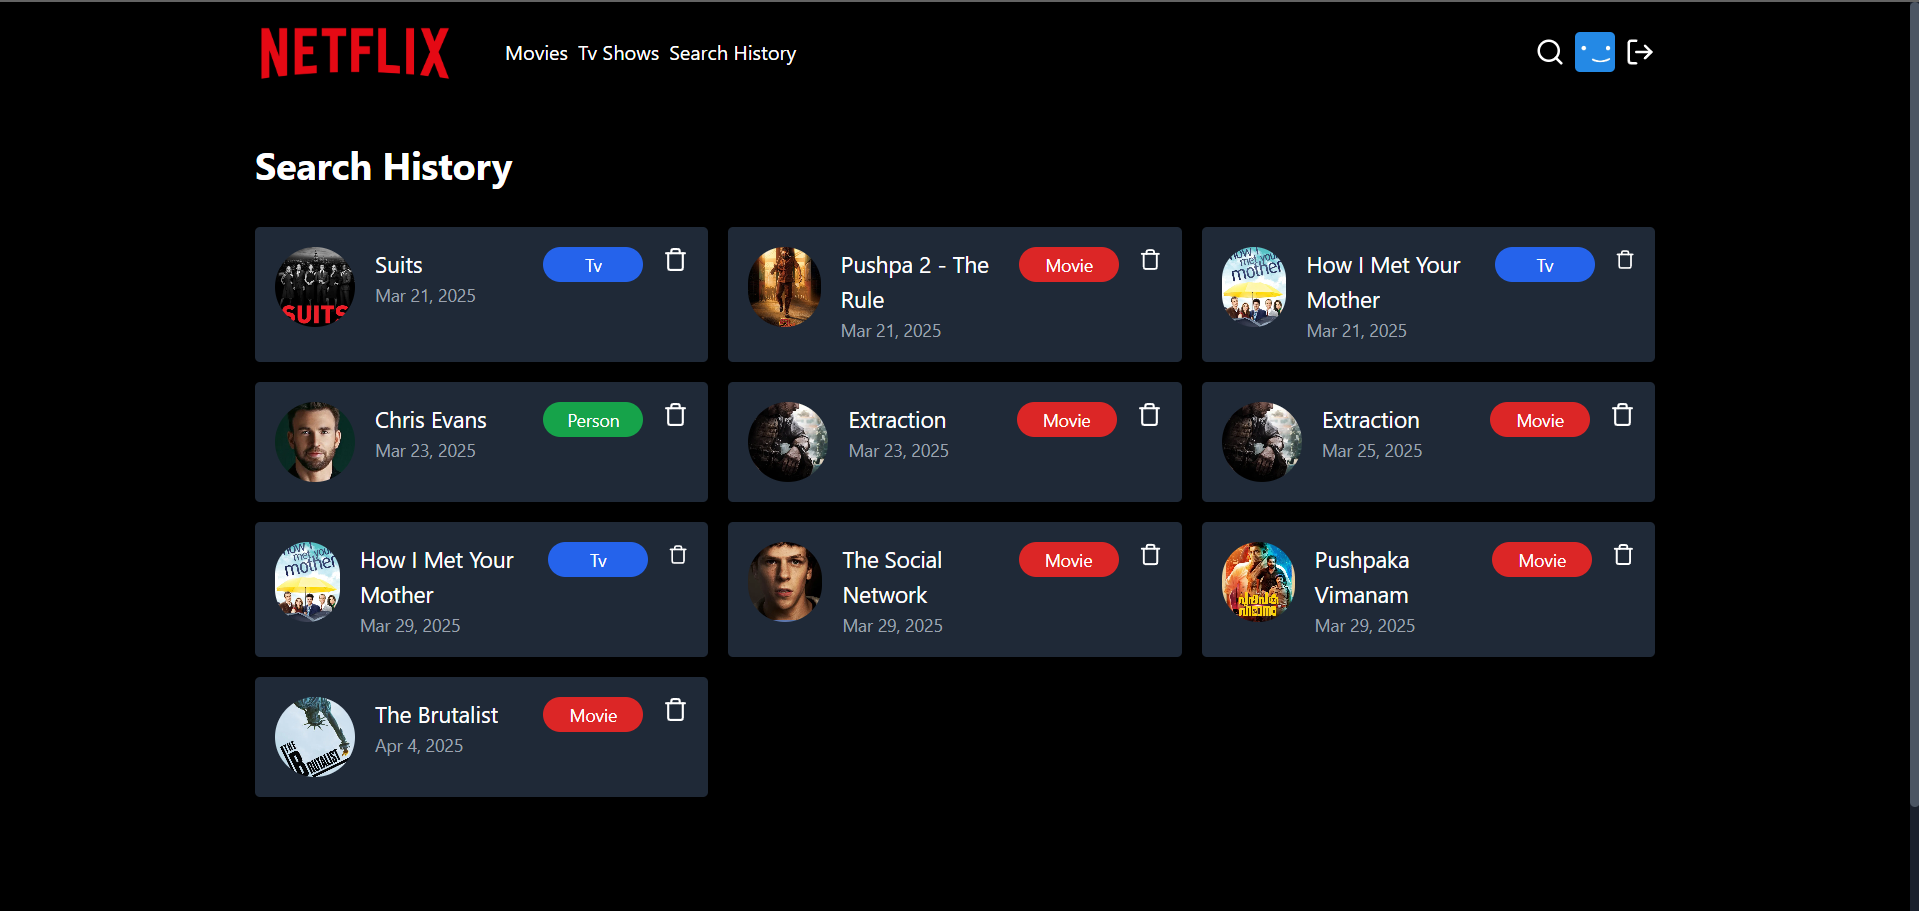 NETFLIX
Movies Tv Shows Search History
Search History
SUITS
Suits
Mar 21, 2025
Tv
Pushpa 2 - The
Rule
Mar 21, 2025
Movie
how i met your
mother
How I Met Your
Mother
Mar 21, 2025
Tv
Chris Evans
Mar 23, 2025
Person
Extraction
Mar 23, 2025
Movie
Extraction
Mar 25, 2025
Movie
how i
met your
mother
How I Met Your
Mother
Mar 29, 2025
Tv
The Social
Network
Mar 29, 2025
Movie
പുഷ്പക
വിമാനം
Pushpaka
Vimanam
Mar 29, 2025
Movie
THE
BRUTALIST
The Brutalist
Apr 4, 2025
Movie